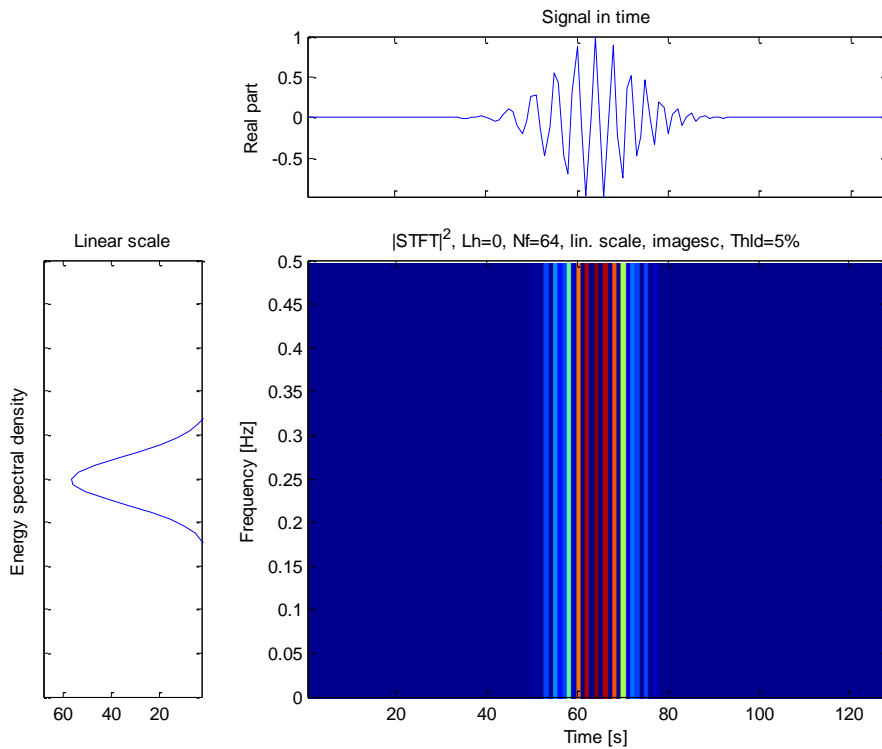 Signal in time
1
0.5
0
-0.5
Real part
Linear scale
|STFT|², Lh=0, Nf=64, lin. scale, imagesc, Thld=5%
Energy spectral density
60 40 20
0.5
0.45
0.4
0.35
0.3
0.25
0.2
0.15
0.1
0.05
0
Frequency [Hz]
20 40 60 80 100 120
Time [s]